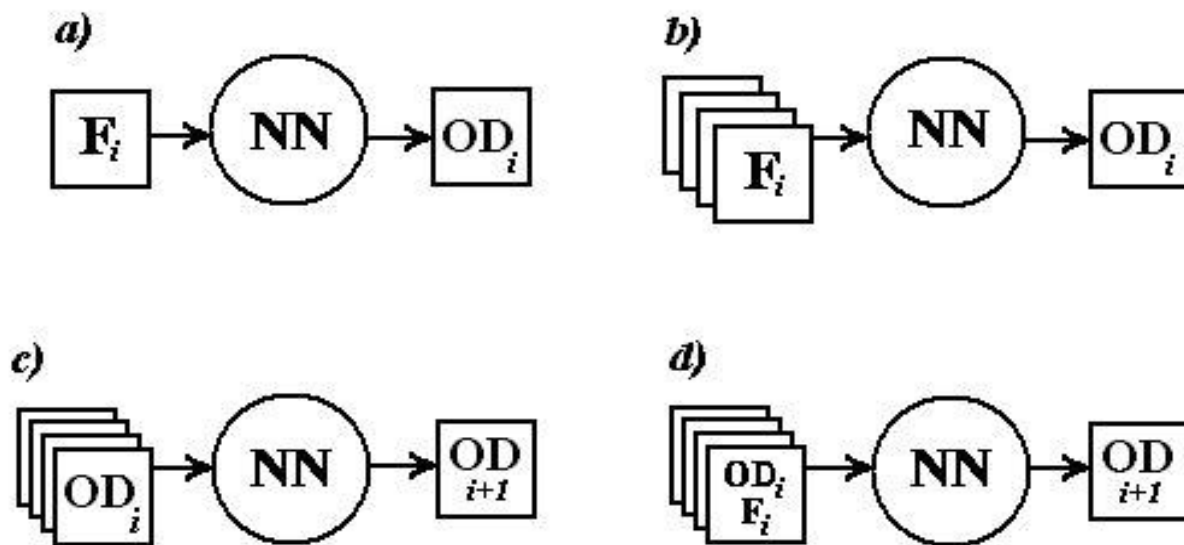 a)
F_i NN OD_i
b)
F_i NN OD_i
c)
OD_i NN OD
i+1
d)
OD_i
F_i NN OD
i+1